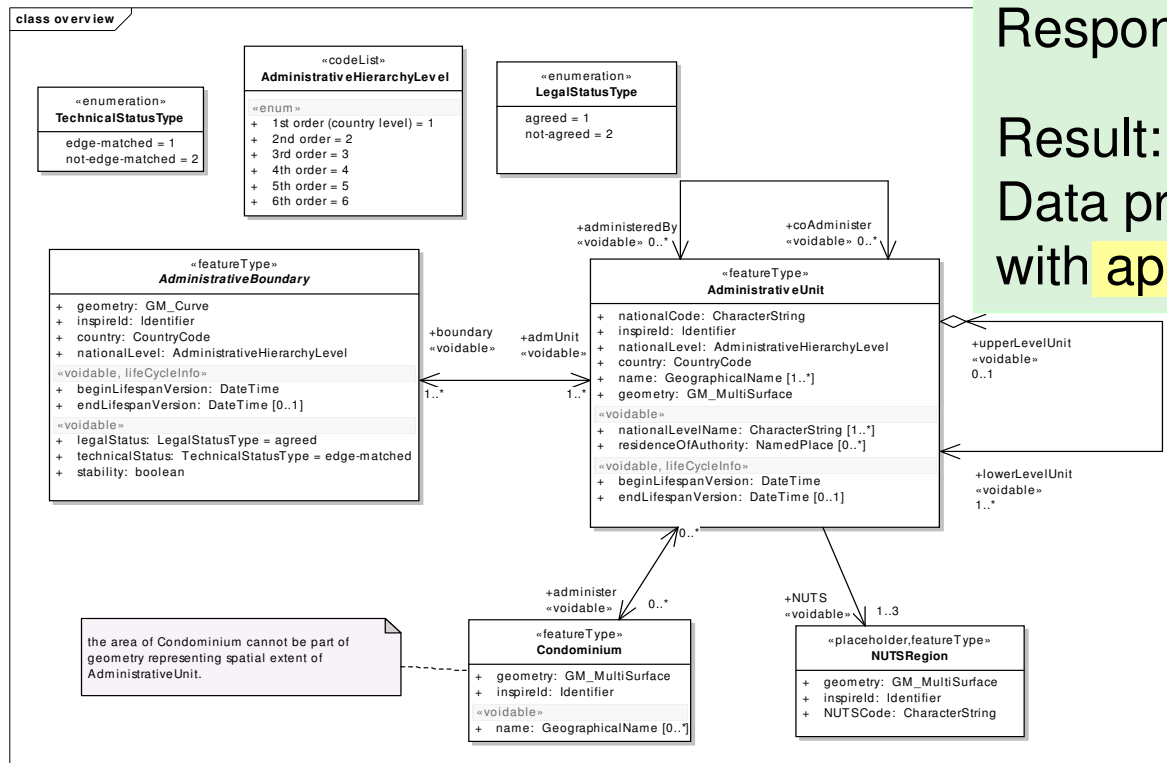 class overview
«enumeration»
TechnicalStatusType
edge-matched = 1
not-edge-matched = 2
«codeList»
AdministrativeHierarchyLevel
«enum»
+ 1st order (country level) = 1
+ 2nd order = 2
+ 3rd order = 3
+ 4th order = 4
+ 5th order = 5
+ 6th order = 6
«enumeration»
LegalStatusType
agreed = 1
not-agreed = 2
Respon
Result:
Data pr
with ap
+administeredBy
«voidable» 0..*
+coAdminister
«voidable» 0..*
«featureType»
AdministrativeBoundary
+ geometry: GM_Curve
+ inspireId: Identifier
+ country: CountryCode
+ nationalLevel: AdministrativeHierarchyLevel
«voidable, lifeCycleInfo»
+ beginLifespanVersion: DateTime
+ endLifespanVersion: DateTime [0..1]
«voidable»
+ legalStatus: LegalStatusType = agreed
+ technicalStatus: TechnicalStatusType = edge-matched
+ stability: boolean
+boundary
«voidable»
1..*
+admUnit
«voidable»
1..*
«featureType»
AdministrativeUnit
+ nationalCode: CharacterString
+ inspireId: Identifier
+ nationalLevel: AdministrativeHierarchyLevel
+ country: CountryCode
+ name: GeographicalName [1..*]
+ geometry: GM_MultiSurface
«voidable»
+ nationalLevelName: CharacterString [1..*]
+ residenceOfAuthority: NamedPlace [0..*]
«voidable, lifeCycleInfo»
+ beginLifespanVersion: DateTime
+ endLifespanVersion: DateTime [0..1]
+upperLevelUnit
«voidable»
0..1
+lowerLevelUnit
«voidable»
1..*
0..*
+administer
«voidable»
0..*
+NUTS
«voidable»
1..3
the area of Condominium cannot be part of
geometry representing spatial extent of
AdministrativeUnit.
«featureType»
Condominium
+ geometry: GM_MultiSurface
+ inspireId: Identifier
«voidable»
+ name: GeographicalName [0..*]
«placeholder,featureType»
NUTSRegion
+ geometry: GM_MultiSurface
+ inspireId: Identifier
+ NUTSCode: CharacterString